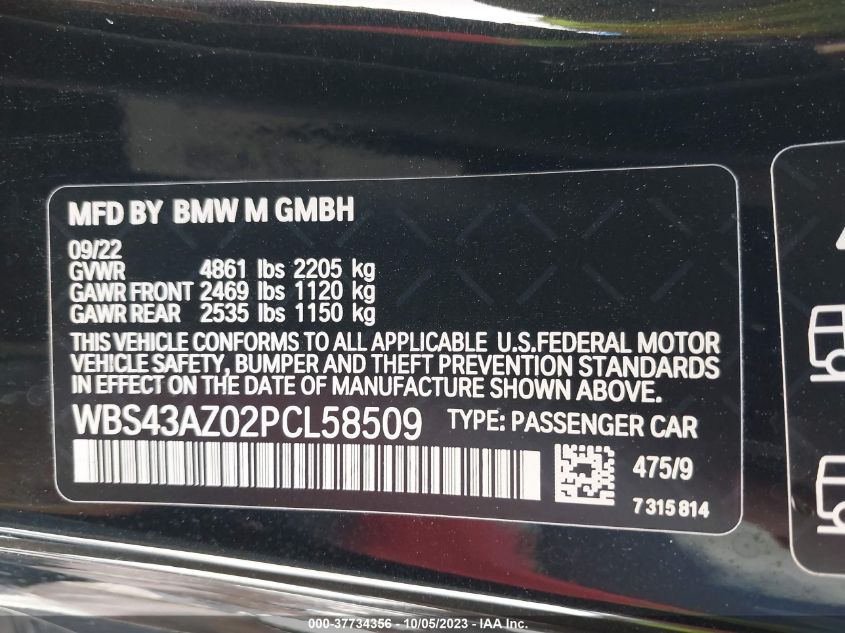 MFD BY BMW M GMBH
09/22
GVWR 4861 lbs 2205 kg
GAWR FRONT 2469 lbs 1120 kg
GAWR REAR 2535 lbs 1150 kg
THIS VEHICLE CONFORMS TO ALL APPLICABLE U.S.FEDERAL MOTOR
VEHICLE SAFETY, BUMPER AND THEFT PREVENTION STANDARDS
IN EFFECT ON THE DATE OF MANUFACTURE SHOWN ABOVE.
WBS43AZ02PCL58509 TYPE: PASSENGER CAR
475/9
7 315 814
000-37734356 - 10/05/2023 - IAA Inc.